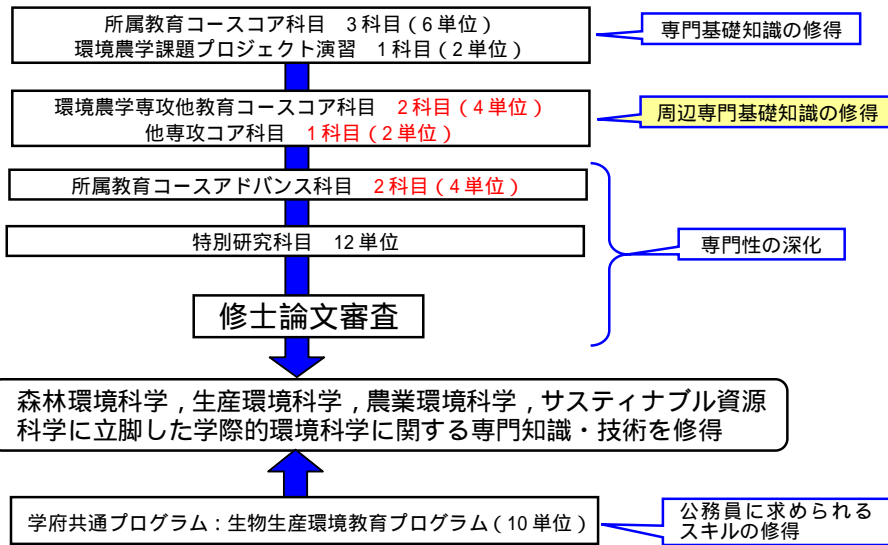 所属教育コースコア科目 3科目(6単位)
環境農学課題プロジェクト演習 1科目(2単位)
専門基礎知識の修得
環境農学専攻他教育コースコア科目 2科目(4単位)
他専攻コア科目 1科目(2単位)
周辺専門基礎知識の修得
所属教育コースアドバンス科目 2科目(4単位)
特別研究科目 12単位
専門性の深化
修士論文審査
森林環境科学,生産環境科学,農業環境科学,サスティナブル資源
科学に立脚した学際的環境科学に関する専門知識・技術を修得
学府共通プログラム:生物生産環境教育プログラム(10単位)
公務員に求められる
スキルの修得